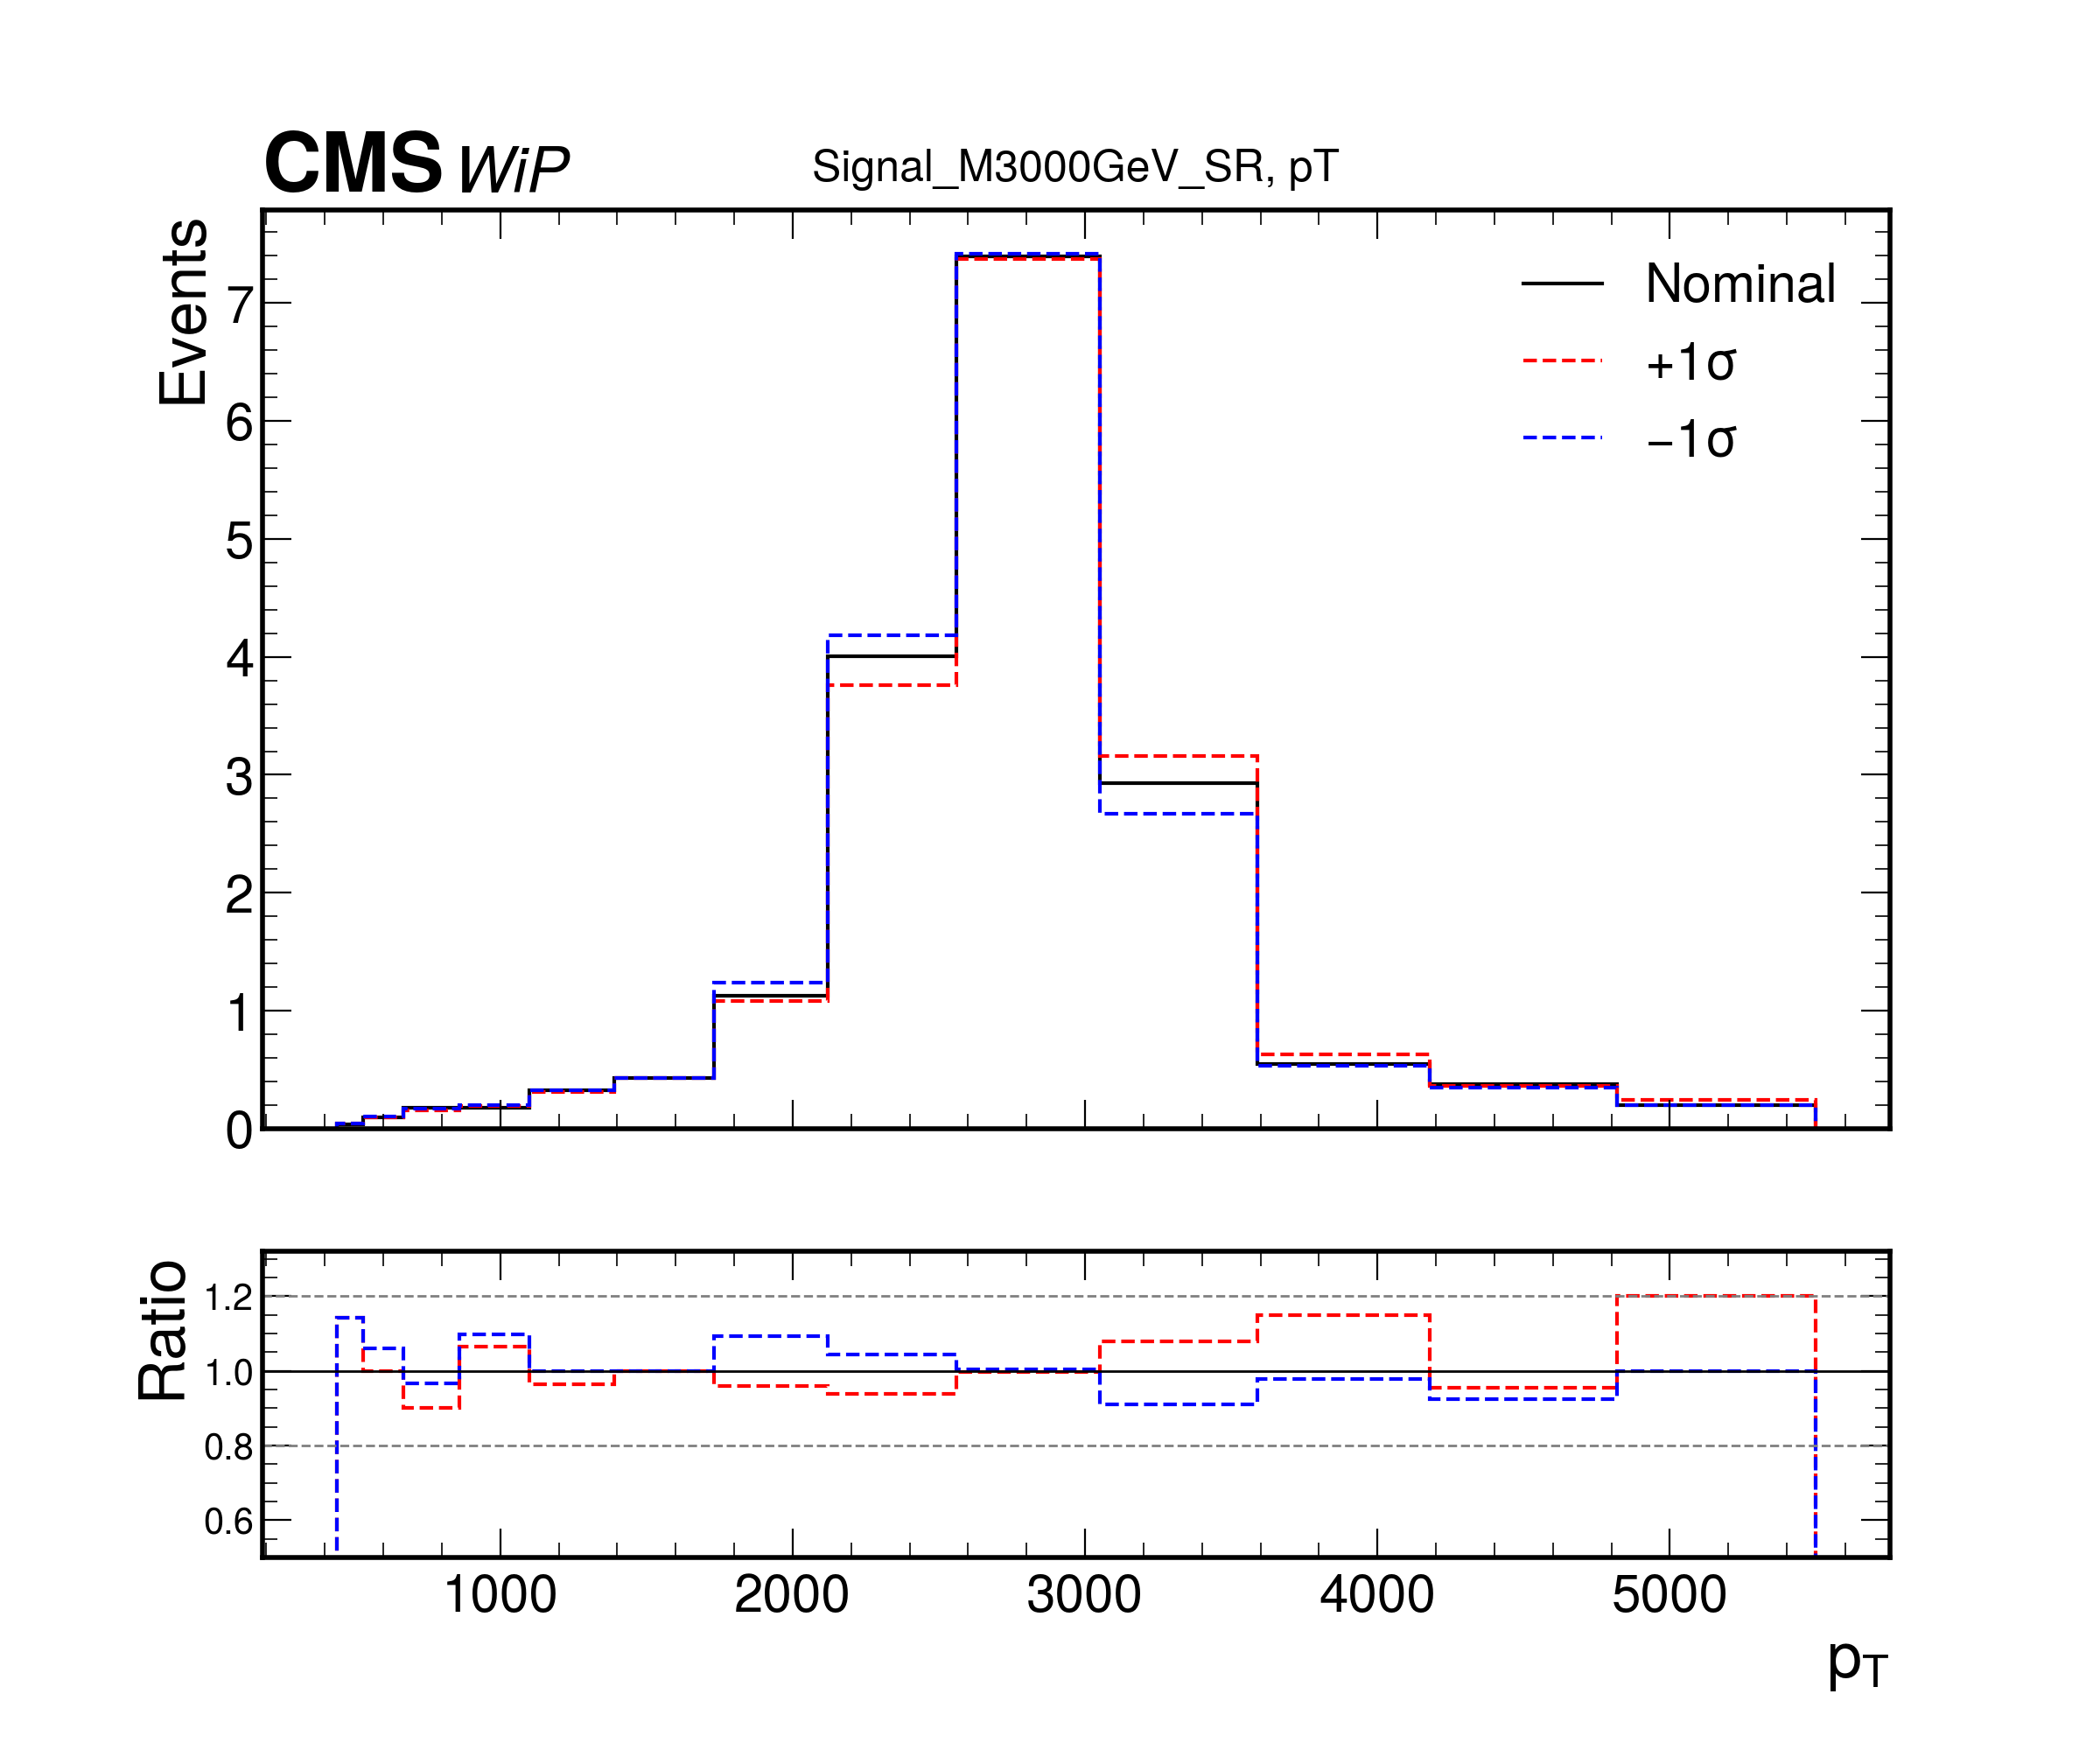 CMS WiP Signal_M3000GeV_SR, pT
Events
7
6
5
4
3
2
1
0
Nominal
+1σ
−1σ
Ratio
1.2
1.0
0.8
0.6
1000 2000 3000 4000 5000
pT